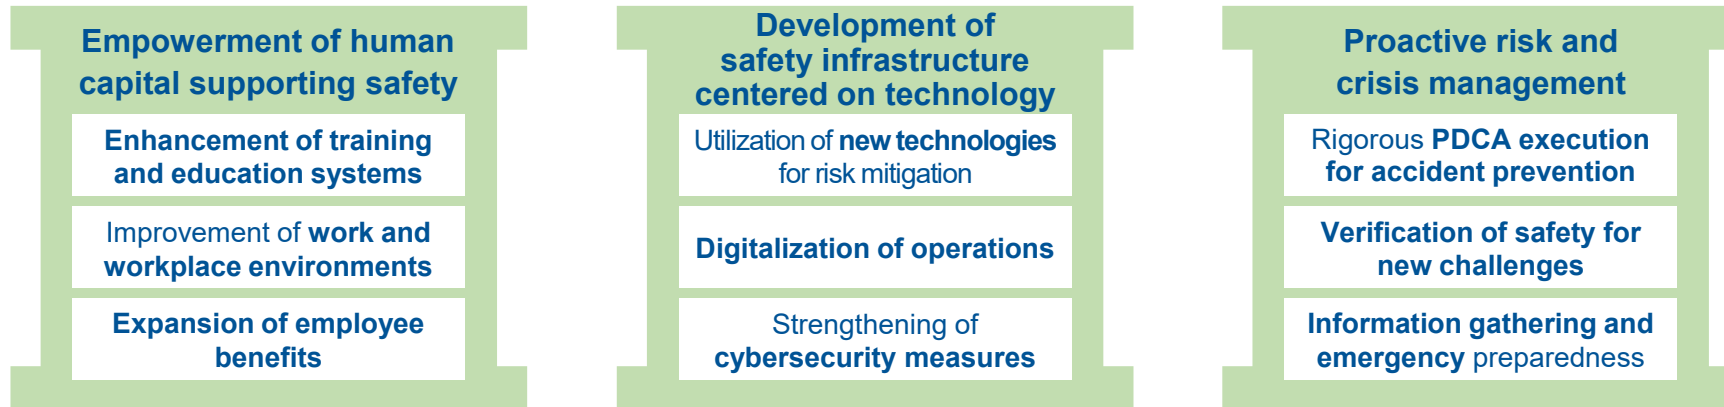 Empowerment of human
capital supporting safety
Enhancement of training
and education systems
Improvement of work and
workplace environments
Expansion of employee
benefits
Development of
safety infrastructure
centered on technology
Utilization of new technologies
for risk mitigation
Digitalization of operations
Strengthening of
cybersecurity measures
Proactive risk and
crisis management
Rigorous PDCA execution
for accident prevention
Verification of safety for
new challenges
Information gathering and
emergency preparedness